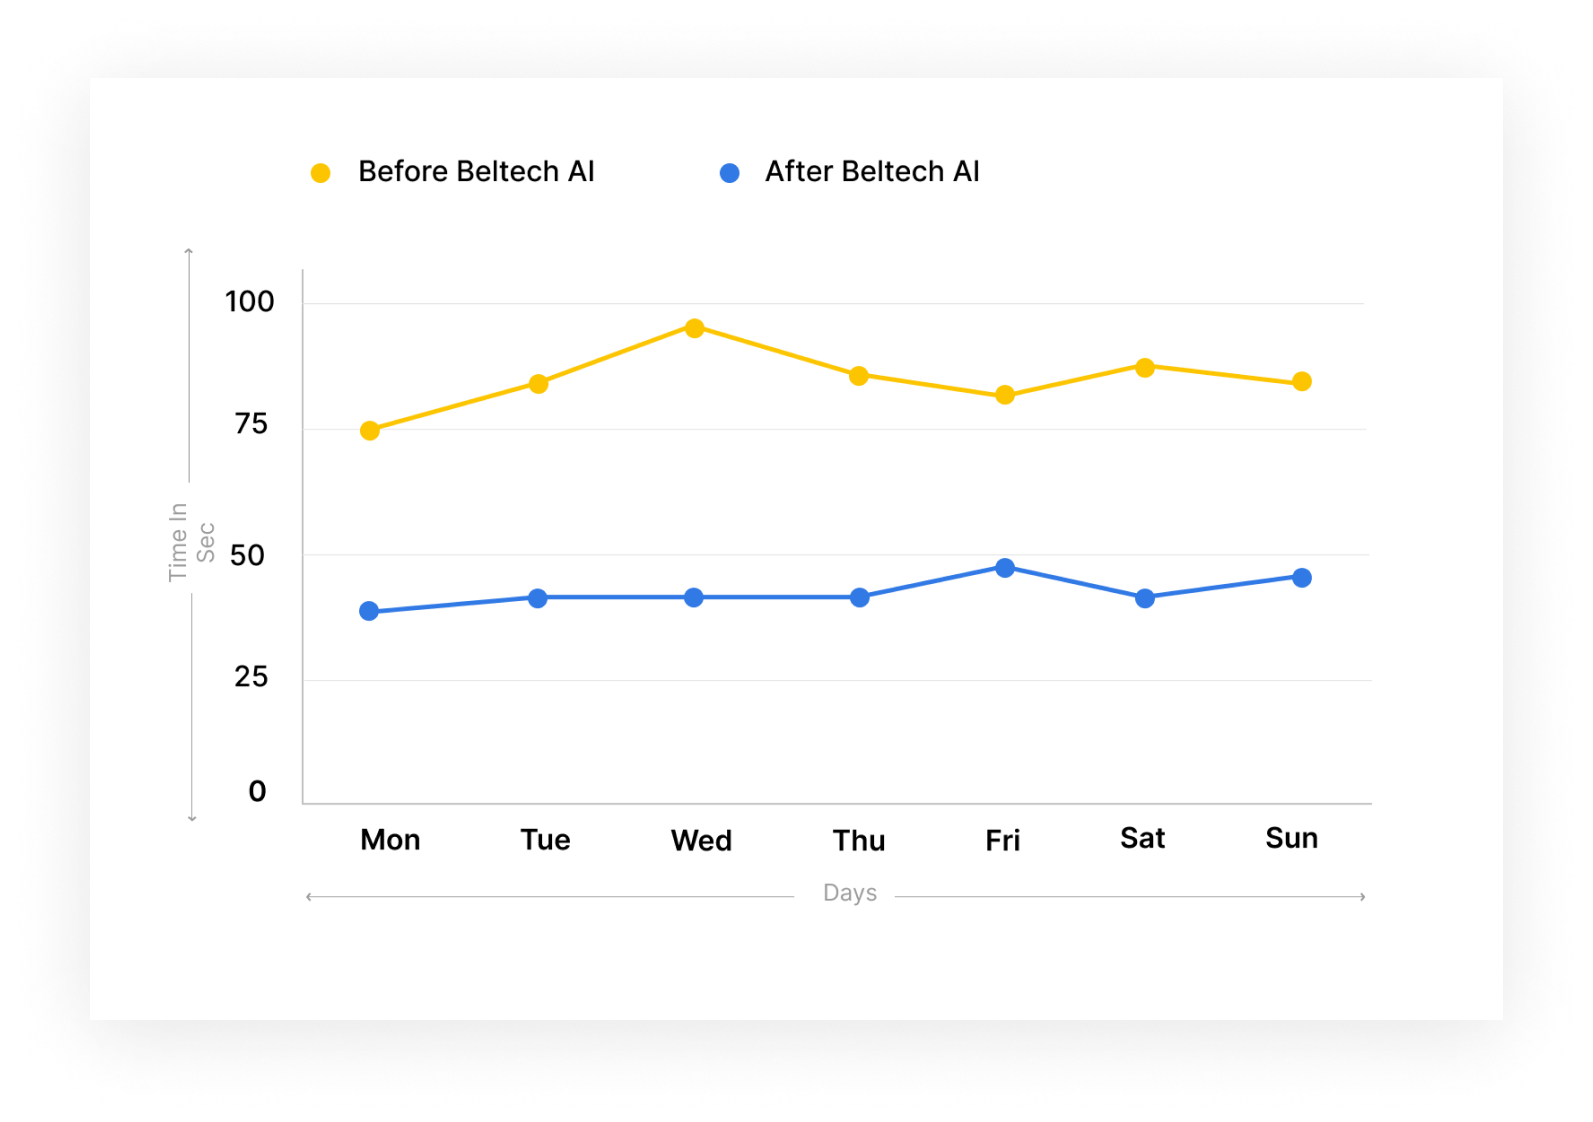 Before Beltech AI
After Beltech AI
100
75
50
25
0
Time In
Sec
Mon
Tue
Wed
Thu
Fri
Sat
Sun
Days